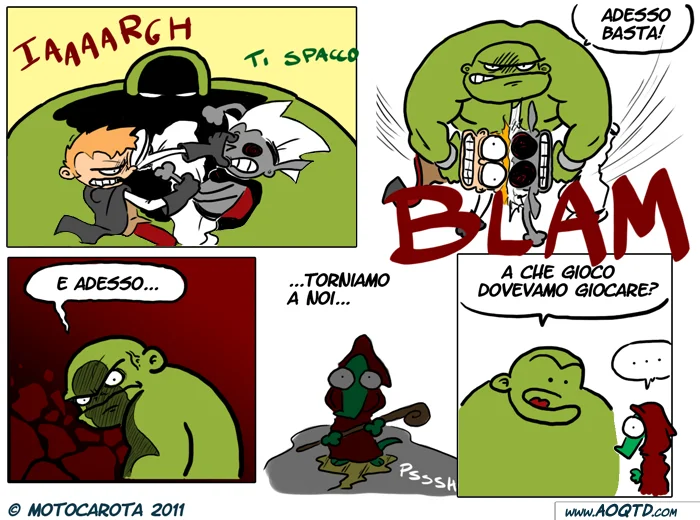 IAAAARGH
TI SPACCO
ADESSO
BASTA!
BLAM
E ADESSO...
...TORNIAMO
A NOI...
PSSSH
A CHE GIOCO
DOVEVAMO GIOCARE?
...
© MOTOCAROTA 2011
WWW.AOQTD.COM